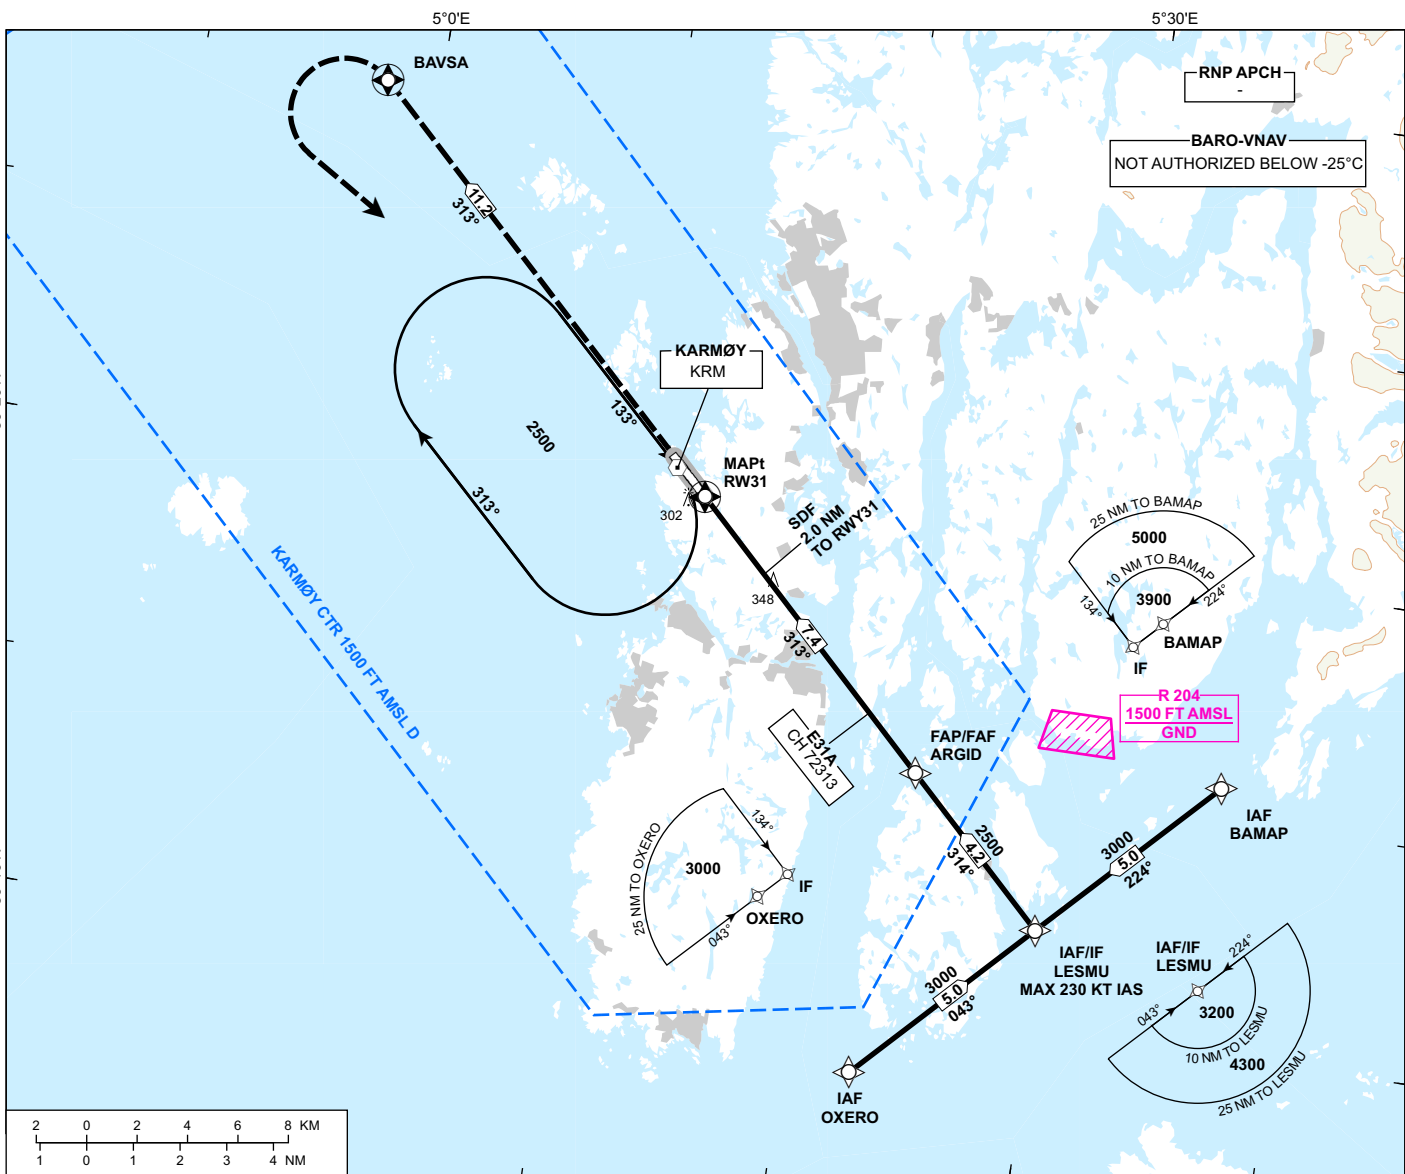 5°0'E
5°30'E
BAVSA
RNP APCH
-
BARO-VNAV
NOT AUTHORIZED BELOW -25°C
11.2
313°
KARMØY
KRM
133°
2500
313°
MAPt
RW31
302
SDF
2.0 NM
TO RWY31
348
7.4
313°
25 NM TO BAMAP
5000
10 NM TO BAMAP
3900
134°
224°
BAMAP
IF
KARMØY CTR 1500 FT AMSL D
R 204
1500 FT AMSL
GND
E31A
CH 72313
FAP/FAF
ARGID
IAF
BAMAP
2500
4.2
314°
3000
5.0
224°
25 NM TO OXERO
134°
3000
IF
OXERO
043°
IAF/IF
LESMU
MAX 230 KT IAS
3000
5.0
043°
IAF/IF
LESMU
224°
043°
3200
10 NM TO LESMU
4300
25 NM TO LESMU
IAF
OXERO
2 0 2 4 6 8 KM
1 0 1 2 3 4 NM